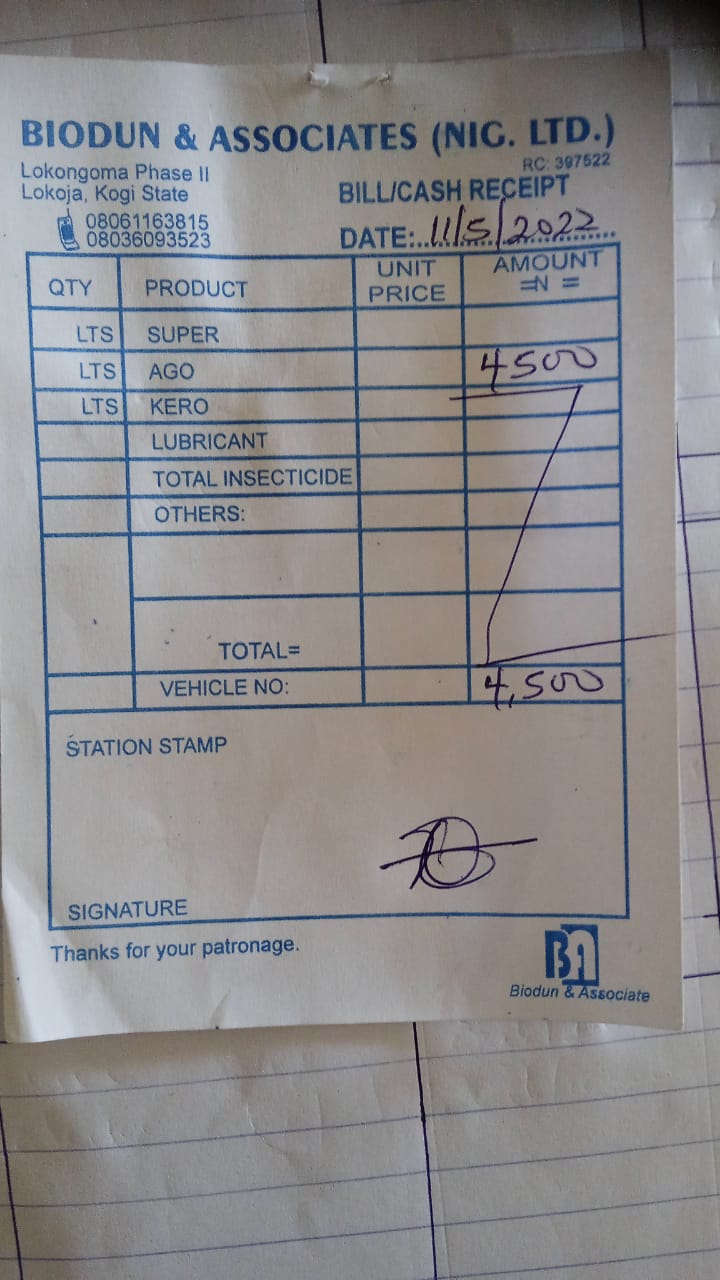 BIODUN & ASSOCIATES (NIG. LTD.)
RC: 397522
Lokongoma Phase II
Lokoja, Kogi State
BILL/CASH RECEIPT
08061163815
08036093523
DATE:..11/5/2022......
QTY PRODUCT UNIT PRICE AMOUNT =N=
LTS SUPER
LTS AGO 4500
LTS KERO
LUBRICANT
TOTAL INSECTICIDE
OTHERS:
TOTAL=
VEHICLE NO: 4,500
STATION STAMP
SIGNATURE
Thanks for your patronage.
BA
Biodun & Associate